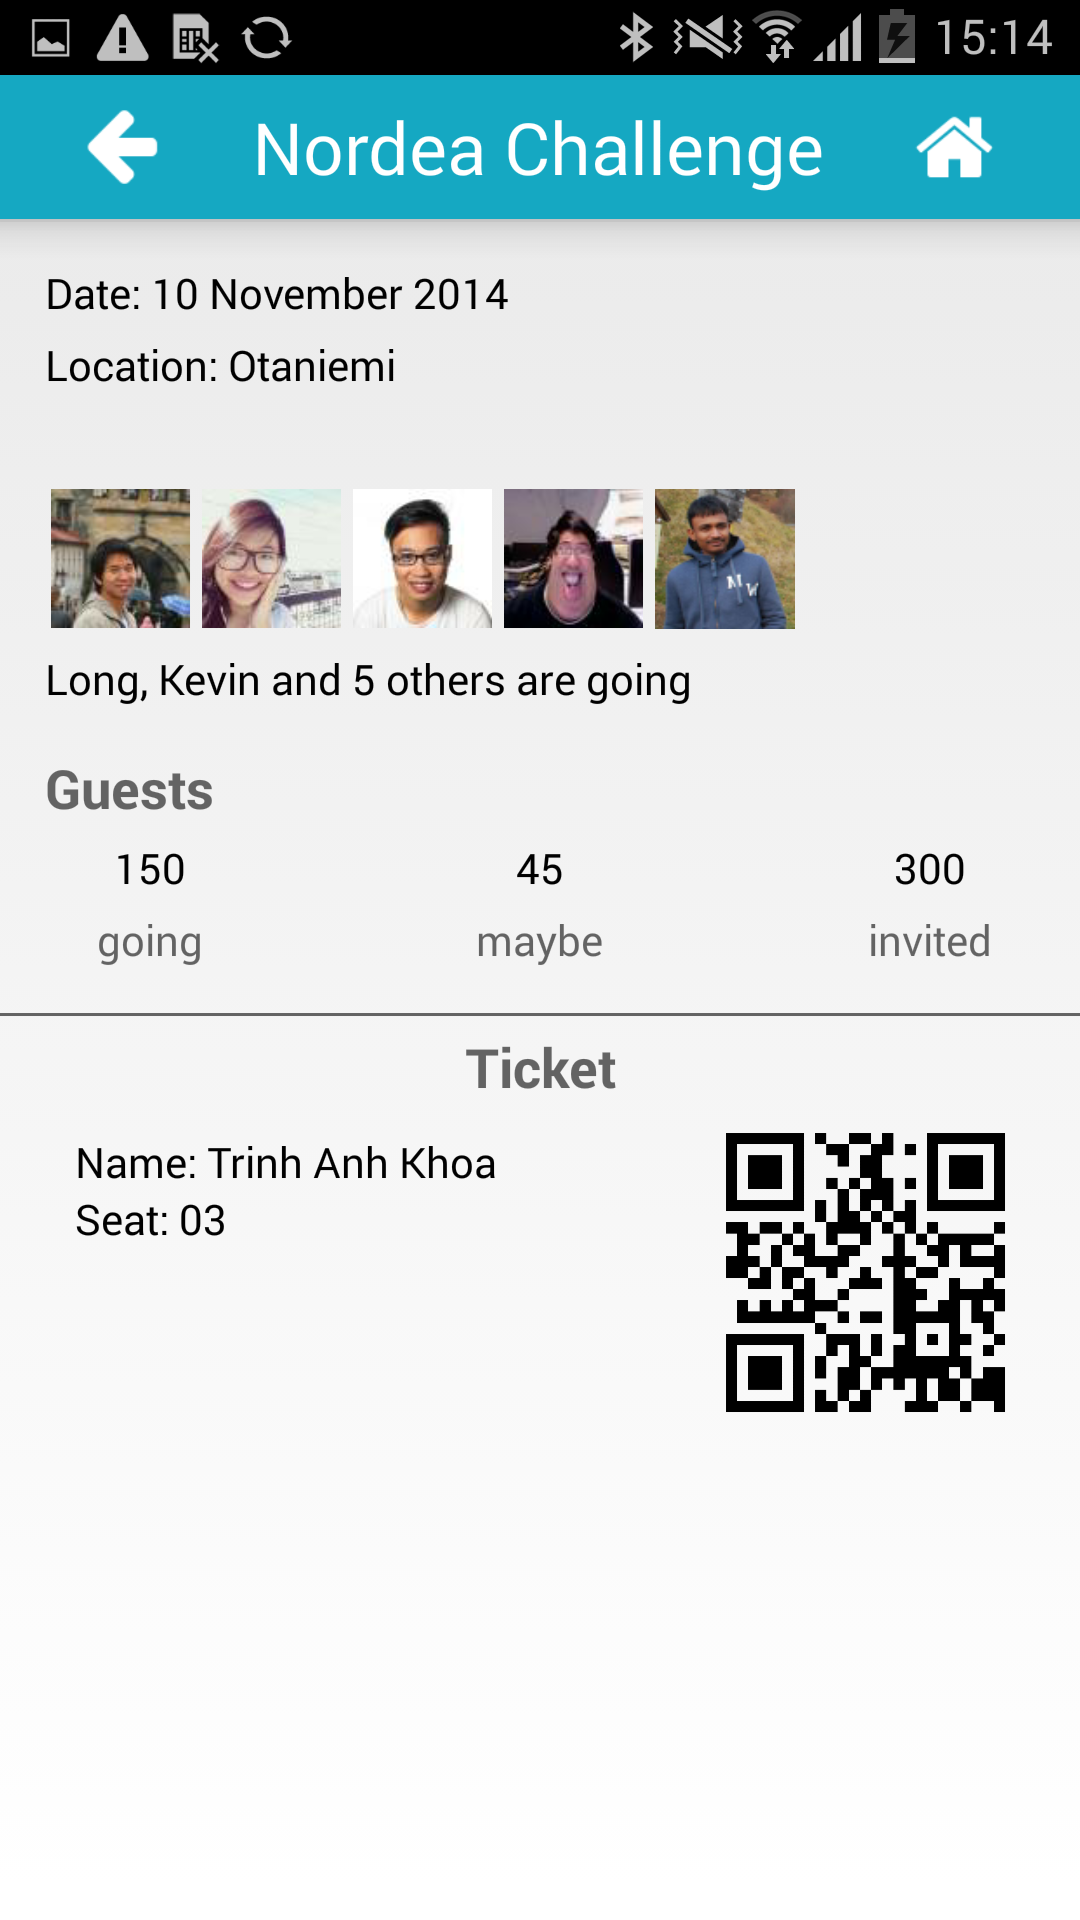 15:14
Nordea Challenge
Date: 10 November 2014
Location: Otaniemi
Long, Kevin and 5 others are going
Guests
150 45 300
going maybe invited
Ticket
Name: Trinh Anh Khoa
Seat: 03